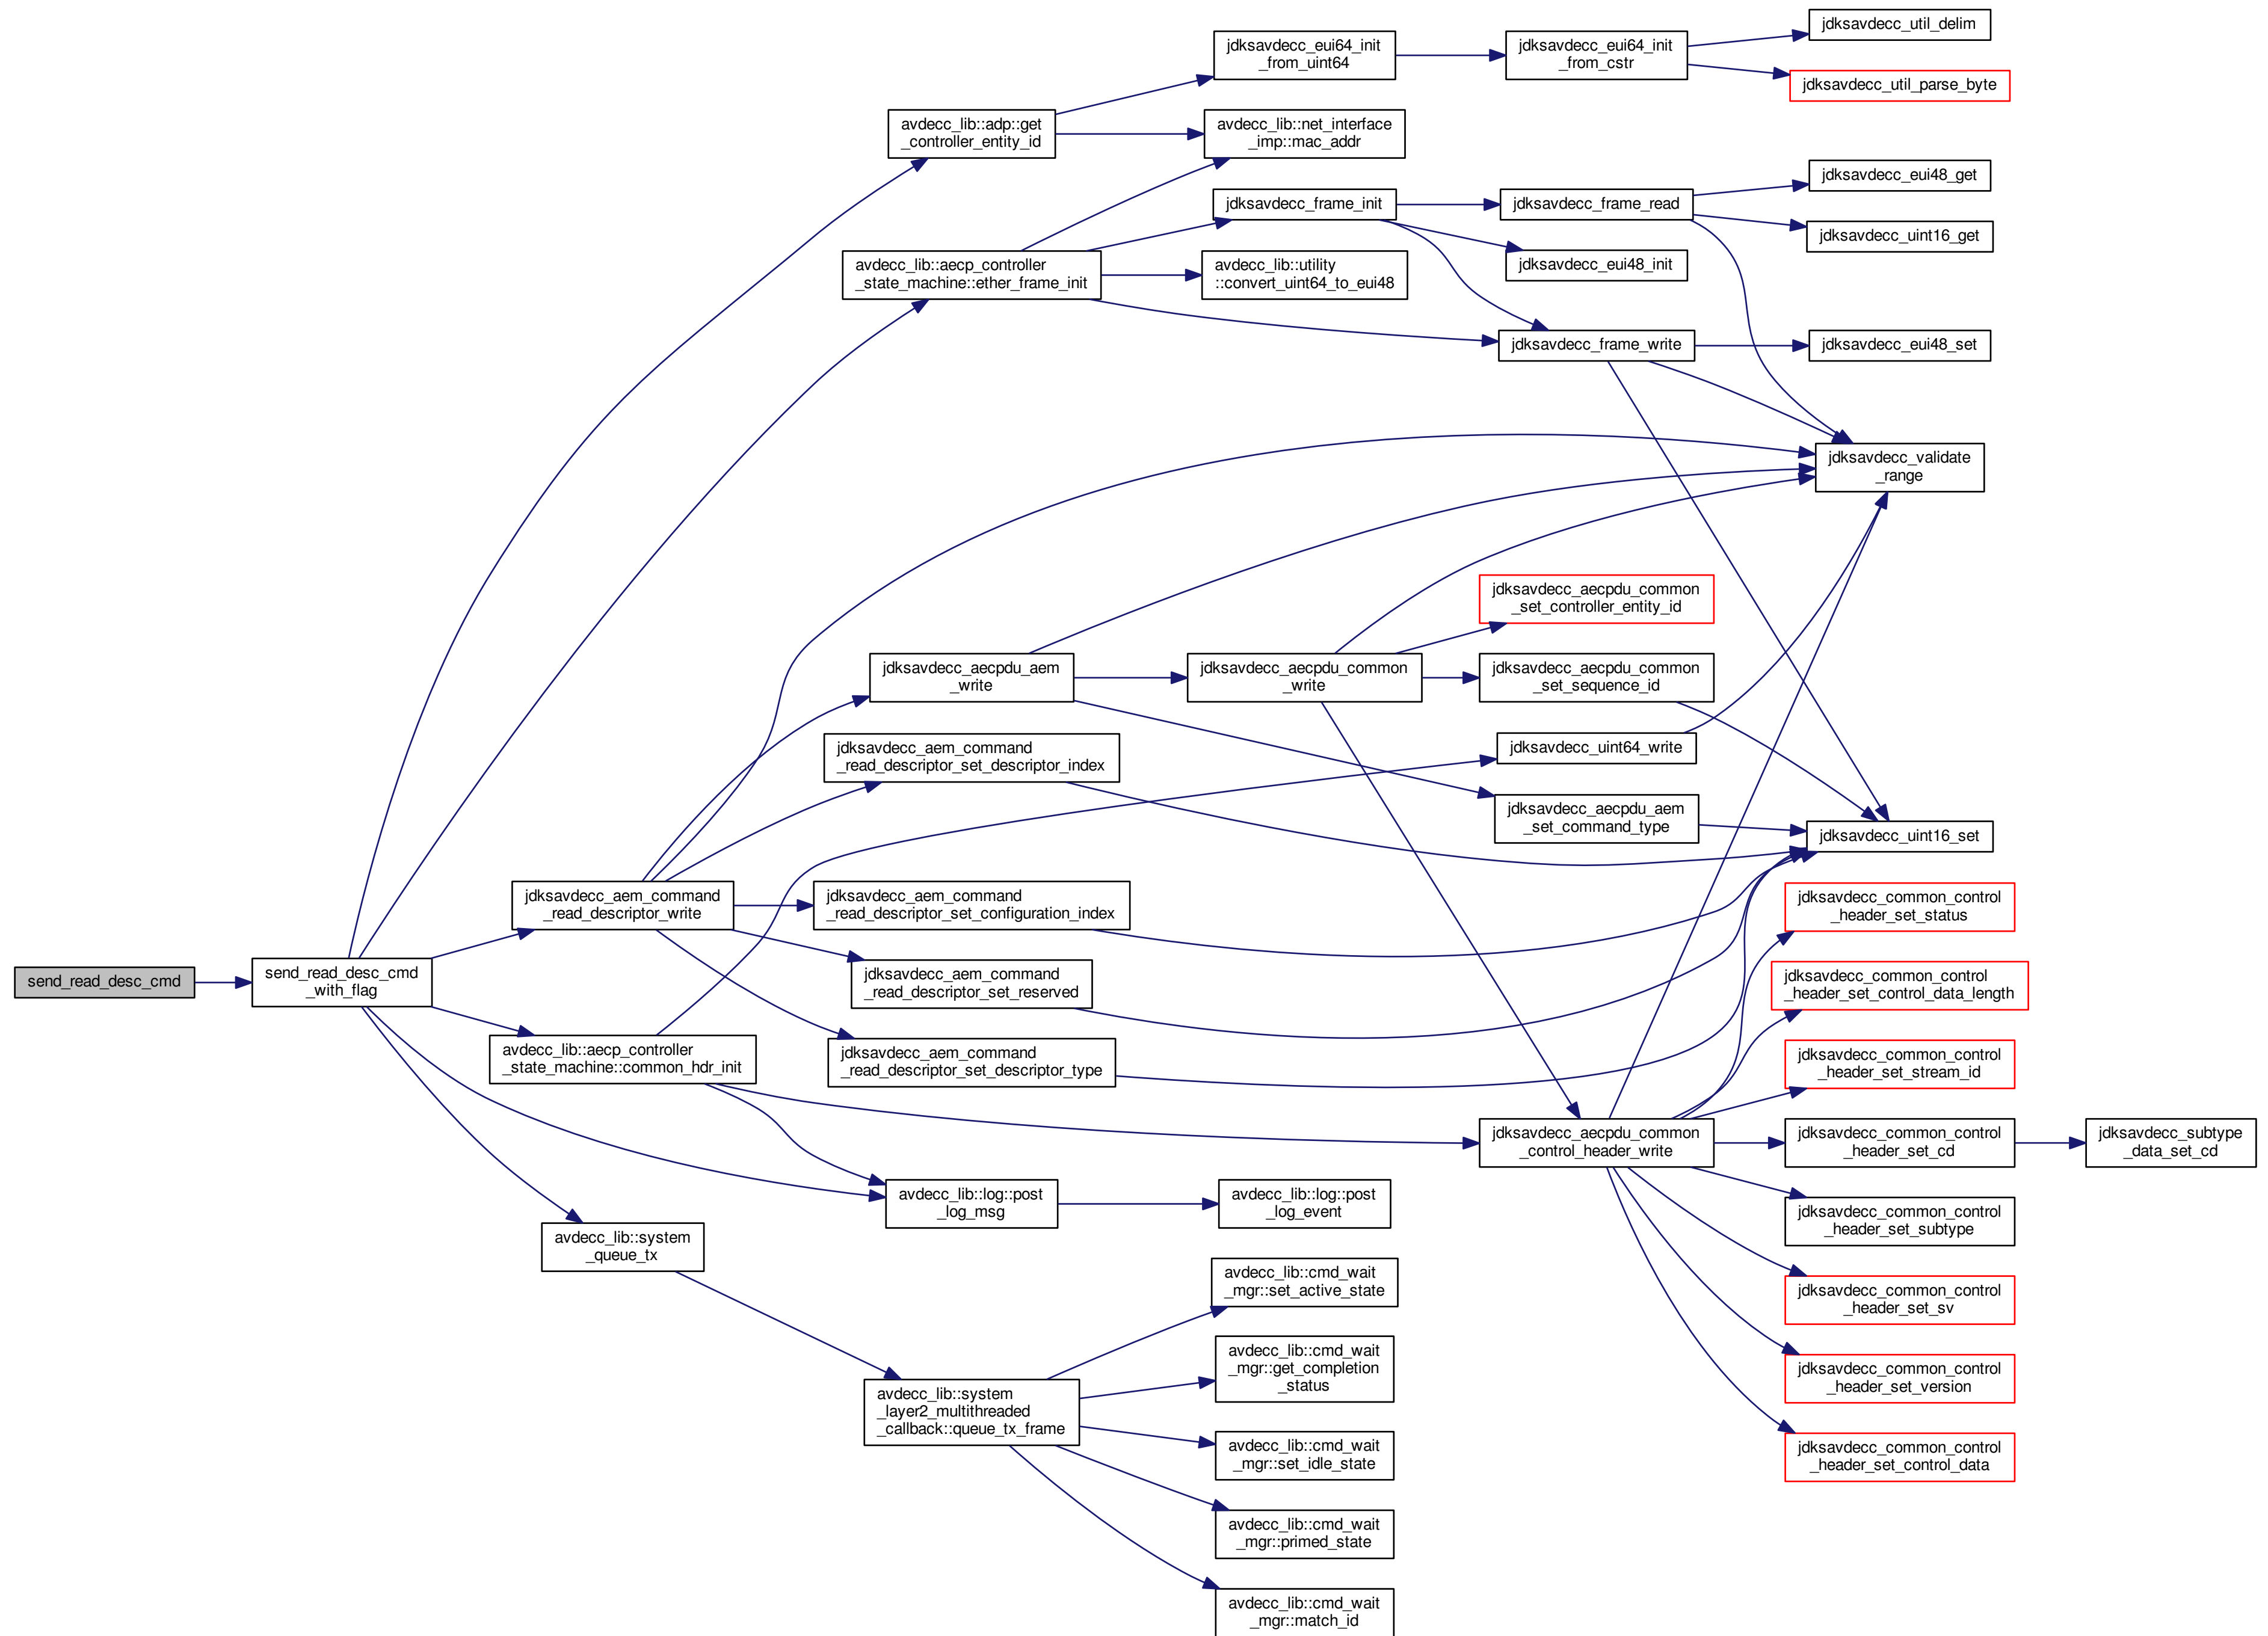 send_read_desc_cmd
send_read_desc_cmd
_with_flag
avdecc_lib::adp::get
_controller_entity_id
avdecc_lib::aecp_controller
_state_machine::ether_frame_init
jdksavdecc_aem_command
_read_descriptor_write
avdecc_lib::aecp_controller
_state_machine::common_hdr_init
avdecc_lib::system
_queue_tx
jdksavdecc_aecpdu_aem
_write
jdksavdecc_aem_command
_read_descriptor_set_descriptor_index
jdksavdecc_aem_command
_read_descriptor_set_configuration_index
jdksavdecc_aem_command
_read_descriptor_set_reserved
jdksavdecc_aem_command
_read_descriptor_set_descriptor_type
avdecc_lib::log::post
_log_msg
avdecc_lib::system
_layer2_multithreaded
_callback::queue_tx_frame
jdksavdecc_eui64_init
_from_uint64
avdecc_lib::net_interface
_imp::mac_addr
jdksavdecc_frame_init
avdecc_lib::utility
::convert_uint64_to_eui48
jdksavdecc_aecpdu_common
_write
avdecc_lib::log::post
_log_event
avdecc_lib::cmd_wait
_mgr::set_active_state
avdecc_lib::cmd_wait
_mgr::get_completion
_status
avdecc_lib::cmd_wait
_mgr::set_idle_state
avdecc_lib::cmd_wait
_mgr::primed_state
avdecc_lib::cmd_wait
_mgr::match_id
jdksavdecc_eui64_init
_from_cstr
jdksavdecc_frame_read
jdksavdecc_eui48_init
jdksavdecc_frame_write
jdksavdecc_aecpdu_common
_set_controller_entity_id
jdksavdecc_aecpdu_common
_set_sequence_id
jdksavdecc_uint64_write
jdksavdecc_aecpdu_aem
_set_command_type
jdksavdecc_aecpdu_common
_control_header_write
jdksavdecc_util_delim
jdksavdecc_util_parse_byte
jdksavdecc_eui48_get
jdksavdecc_uint16_get
jdksavdecc_eui48_set
jdksavdecc_validate
_range
jdksavdecc_uint16_set
jdksavdecc_common_control
_header_set_status
jdksavdecc_common_control
_header_set_control_data_length
jdksavdecc_common_control
_header_set_stream_id
jdksavdecc_common_control
_header_set_cd
jdksavdecc_common_control
_header_set_subtype
jdksavdecc_common_control
_header_set_sv
jdksavdecc_common_control
_header_set_version
jdksavdecc_common_control
_header_set_control_data
jdksavdecc_subtype
_data_set_cd